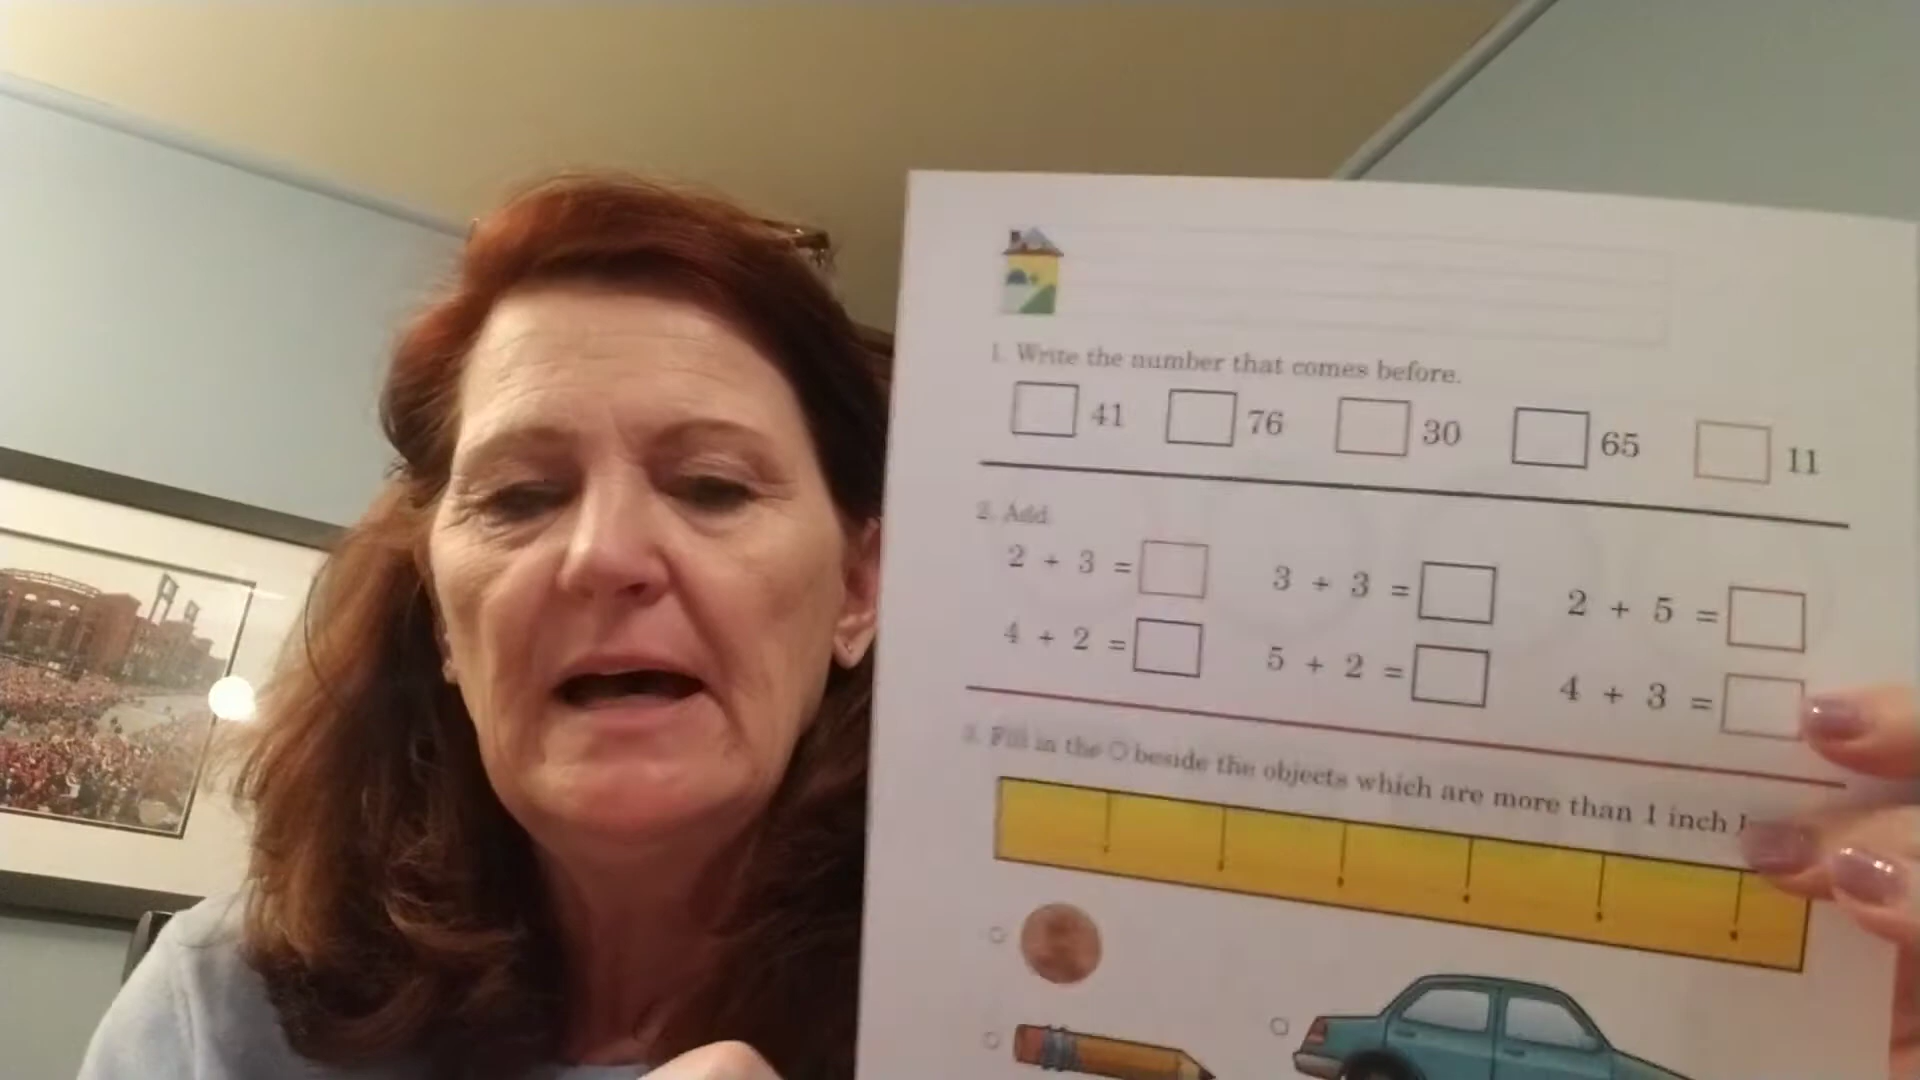 1. Write the number that comes before.
41 76 30 65 11
2. Add.
2 + 3 = 3 + 3 = 2 + 5 =
4 + 2 = 5 + 2 = 4 + 3 =
3. Fill in the O beside the objects which are more than 1 inch